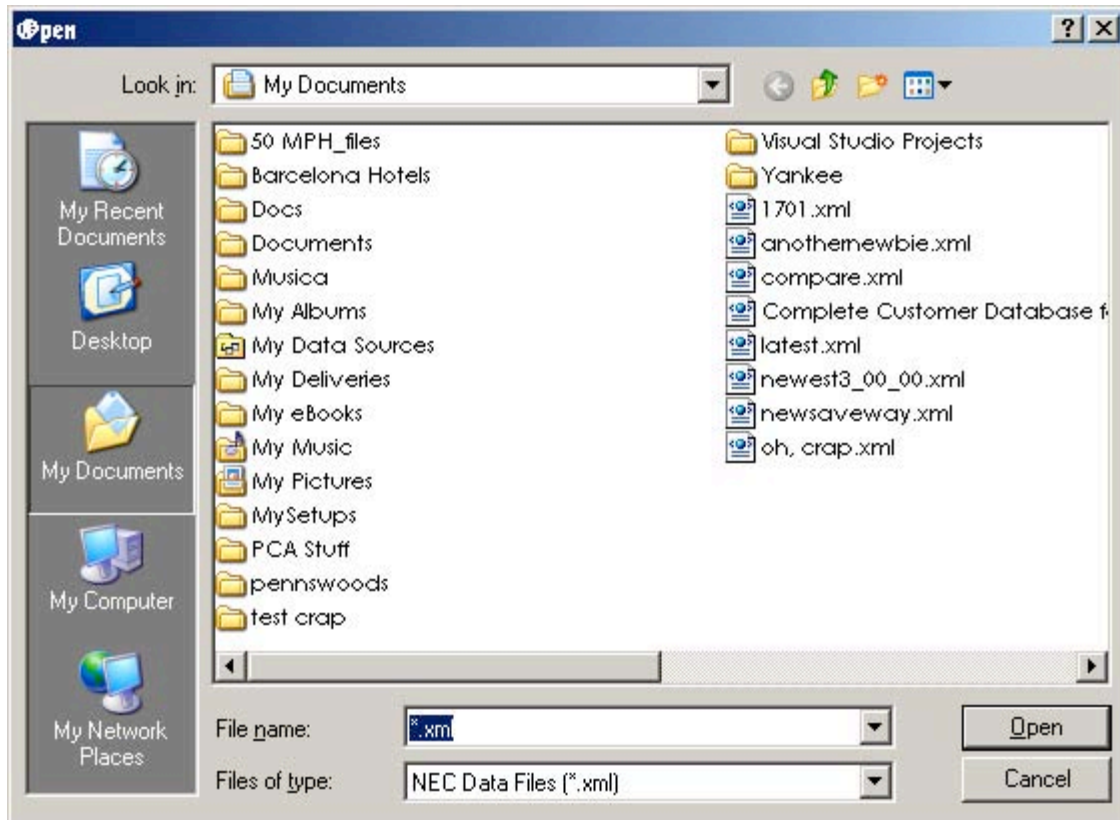 Open
Look in: My Documents
My Recent Documents
Desktop
My Documents
My Computer
My Network Places
50 MPH_files
Barcelona Hotels
Docs
Documents
Musica
My Albums
My Data Sources
My Deliveries
My eBooks
My Music
My Pictures
MySetups
PCA Stuff
pennswoods
test crap
Visual Studio Projects
Yankee
1701.xml
anothernewbie.xml
compare.xml
Complete Customer Database f
latest.xml
newest3_00_00.xml
newsaveway.xml
oh, crap.xml
File name: *.xml
Open
Files of type: NEC Data Files (*.xml)
Cancel